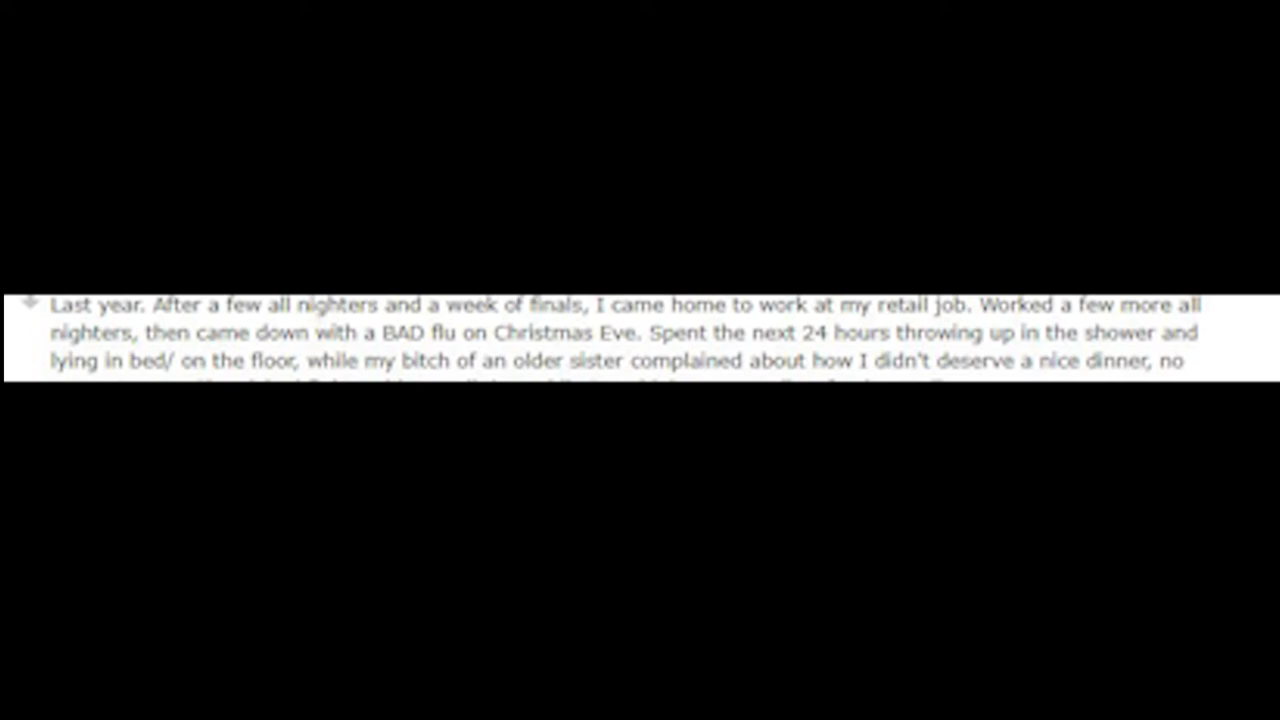 Last year. After a few all nighters and a week of finals, I came home to work at my retail job. Worked a few more all
nighters, then came down with a BAD flu on Christmas Eve. Spent the next 24 hours throwing up in the shower and
lying in bed/ on the floor, while my bitch of an older sister complained about how I didn't deserve a nice dinner, no